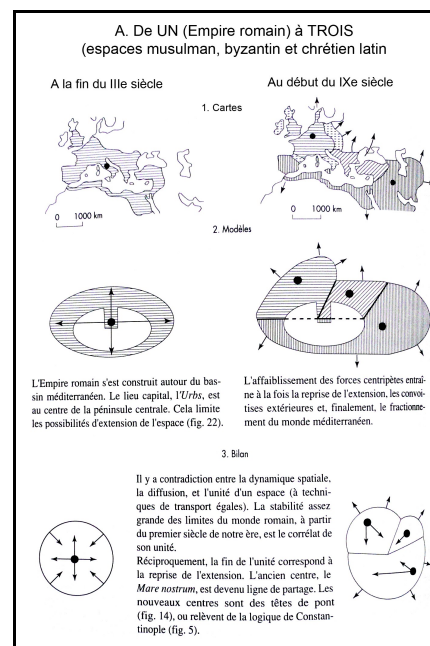 A. De UN (Empire romain) à TROIS
(espaces musulman, byzantin et chrétien latin
A la fin du IIIe siècle
Au début du IXe siècle
1. Cartes
0 1000 km
0 1000 km
2. Modèles
L'Empire romain s'est construit autour du bas-
sin méditerranéen. Le lieu capital, l'Urbs, est
au centre de la péninsule centrale. Cela limite
les possibilités d'extension de l'espace (fig. 22).
L'affaiblissement des forces centripètes entraî-
ne à la fois la reprise de l'extension, les convoi-
tises extérieures et, finalement, le fractionne-
ment du monde méditerranéen.
3. Bilan
Il y a contradiction entre la dynamique spatiale,
la diffusion, et l'unité d'un espace (à techni-
ques de transport égales). La stabilité assez
grande des limites du monde romain, à partir
du premier siècle de notre ère, est le corrélat de
son unité.
Réciproquement, la fin de l'unité correspond à
la reprise de l'extension. L'ancien centre, le
Mare nostrum, est devenu ligne de partage. Les
nouveaux centres sont des têtes de pont
(fig. 14), ou relèvent de la logique de Constan-
tinople (fig. 5).